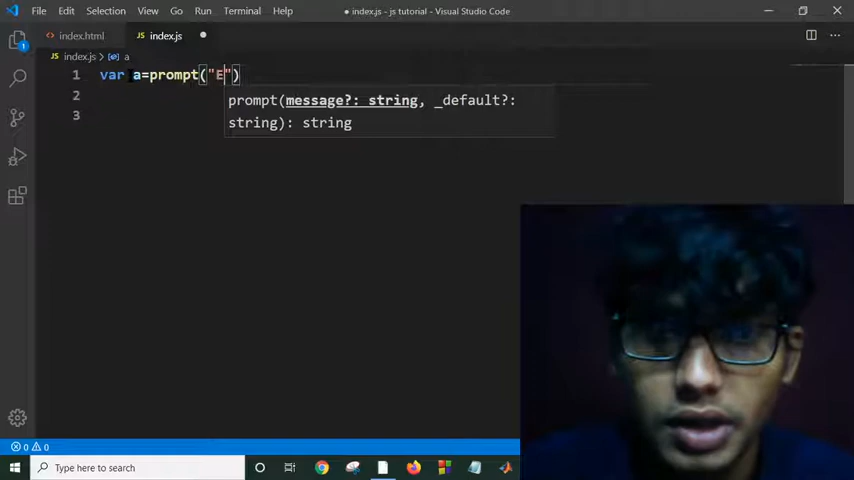 File Edit Selection View Go Run Terminal Help
● index.js - js tutorial - Visual Studio Code
index.html
JS index.js
JS index.js > a
1 var a=prompt("E")
prompt(message?: string, _default?:
string): string
2
3
1
0 0
Type here to search